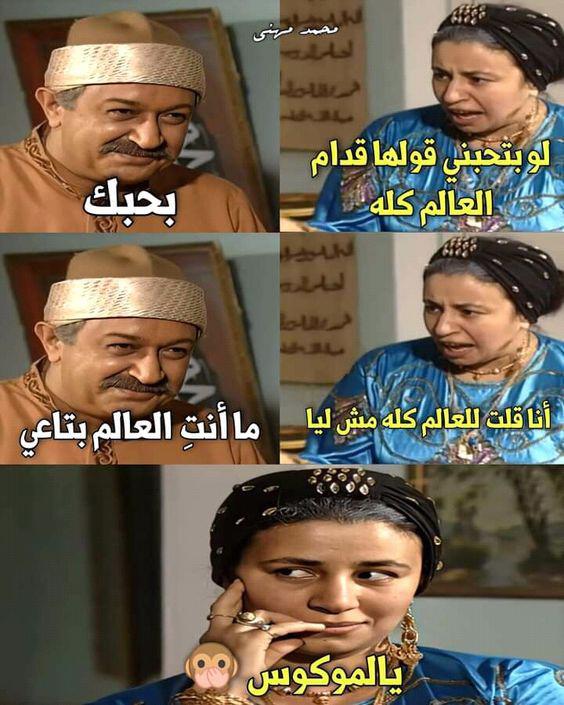 محمد مهنى
لو بتحبني قولها قدام
العالم كله
بحبك
أنا قلت للعالم كله مش ليا
ما أنتِ العالم بتاعي
يالموكوس